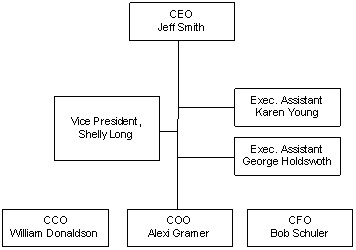 CEO
Jeff Smith
Exec. Assistant
Karen Young
Vice President,
Shelly Long
Exec. Assistant
George Holdswoth
CCO
William Donaldson
COO
Alexi Gramer
CFO
Bob Schuler